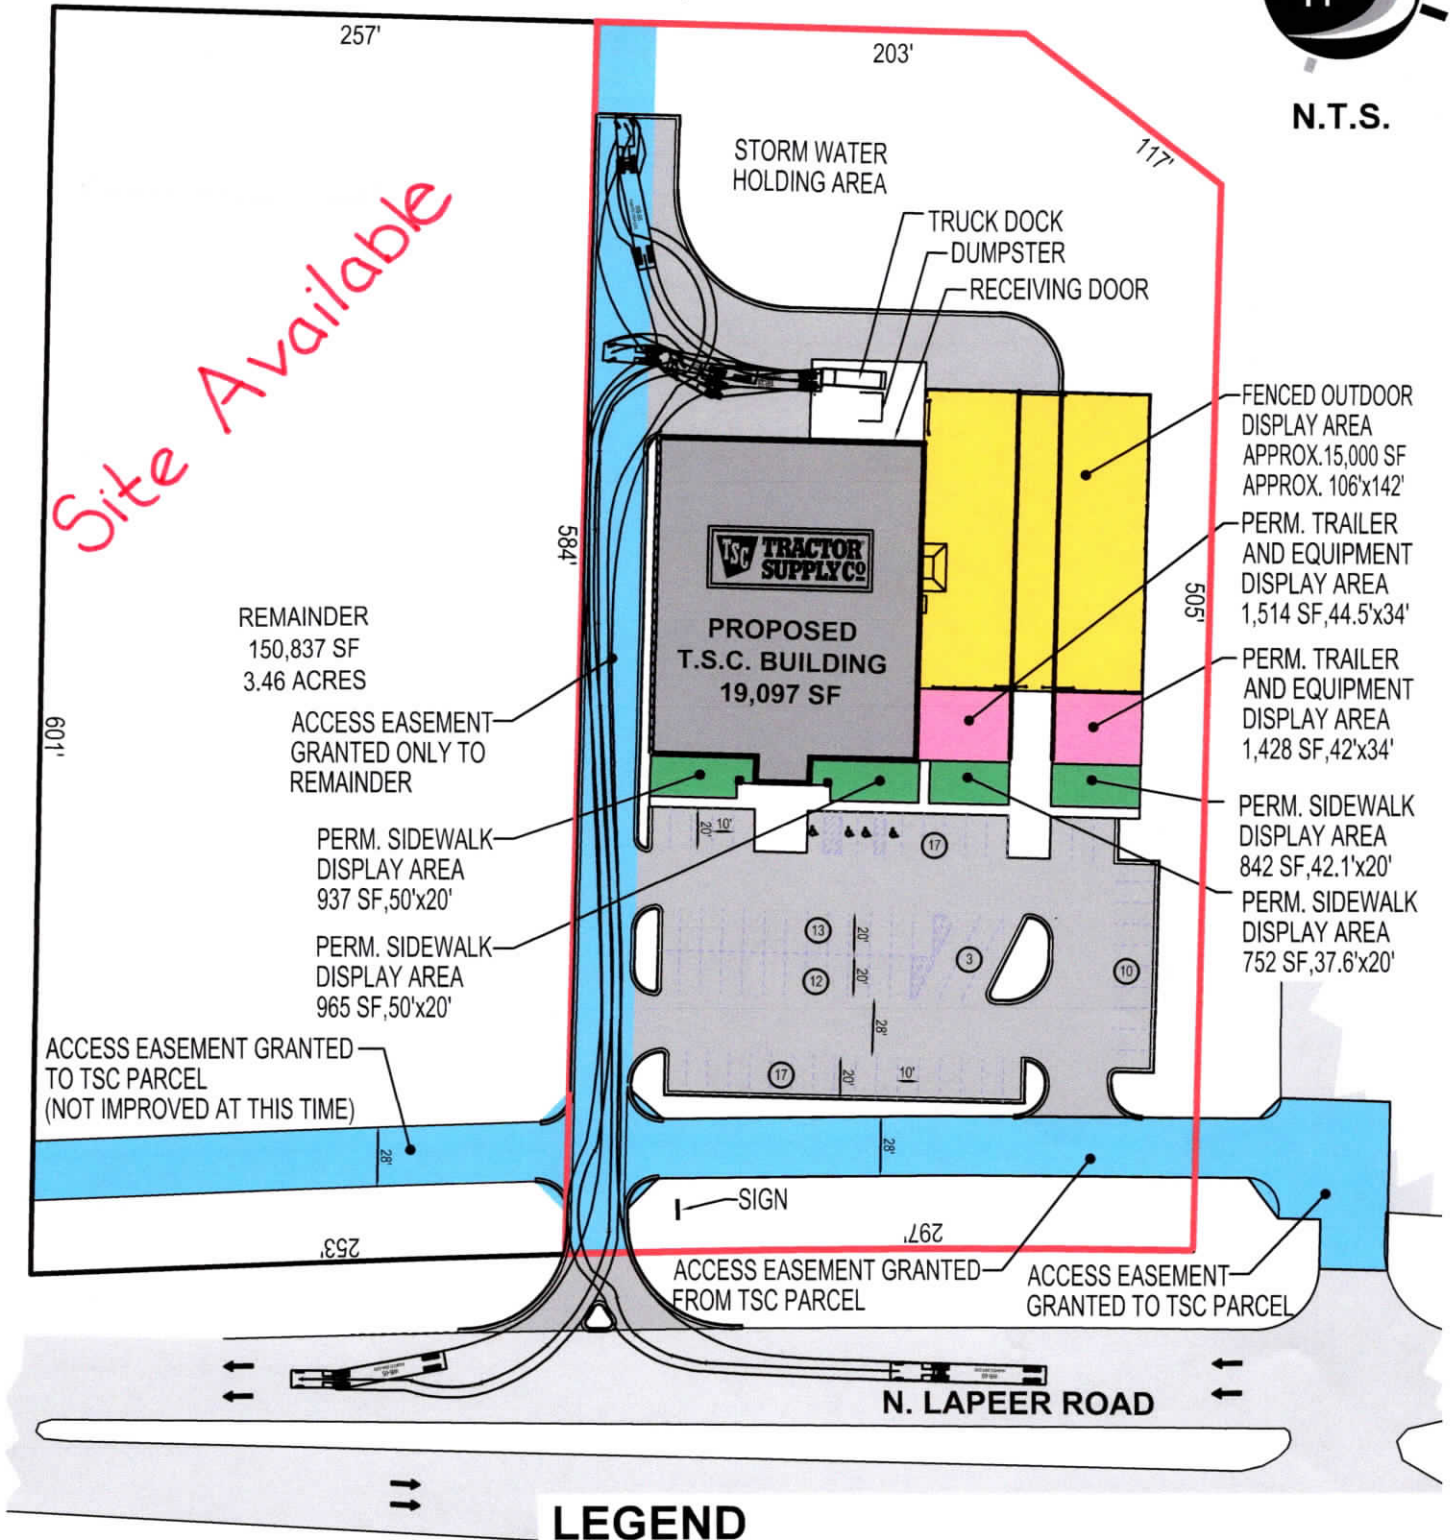 257'
203'
117'
N.T.S.
Site Available
STORM WATER
HOLDING AREA
TRUCK DOCK
DUMPSTER
RECEIVING DOOR
FENCED OUTDOOR
DISPLAY AREA
APPROX.15,000 SF
APPROX. 106'x142'
PERM. TRAILER
AND EQUIPMENT
DISPLAY AREA
1,514 SF,44.5'x34'
PERM. TRAILER
AND EQUIPMENT
DISPLAY AREA
1,428 SF,42'x34'
PERM. SIDEWALK
DISPLAY AREA
842 SF,42.1'x20'
PERM. SIDEWALK
DISPLAY AREA
752 SF,37.6'x20'
584'
505'
601'
TSC TRACTOR
SUPPLY Co
PROPOSED
T.S.C. BUILDING
19,097 SF
REMAINDER
150,837 SF
3.46 ACRES
ACCESS EASEMENT
GRANTED ONLY TO
REMAINDER
PERM. SIDEWALK
DISPLAY AREA
937 SF,50'x20'
PERM. SIDEWALK
DISPLAY AREA
965 SF,50'x20'
20'
10'
17
13
20'
12
20'
3
10
28'
17
20'
10'
ACCESS EASEMENT GRANTED
TO TSC PARCEL
(NOT IMPROVED AT THIS TIME)
28'
28'
SIGN
253'
297'
ACCESS EASEMENT GRANTED
FROM TSC PARCEL
ACCESS EASEMENT
GRANTED TO TSC PARCEL
N. LAPEER ROAD
LEGEND